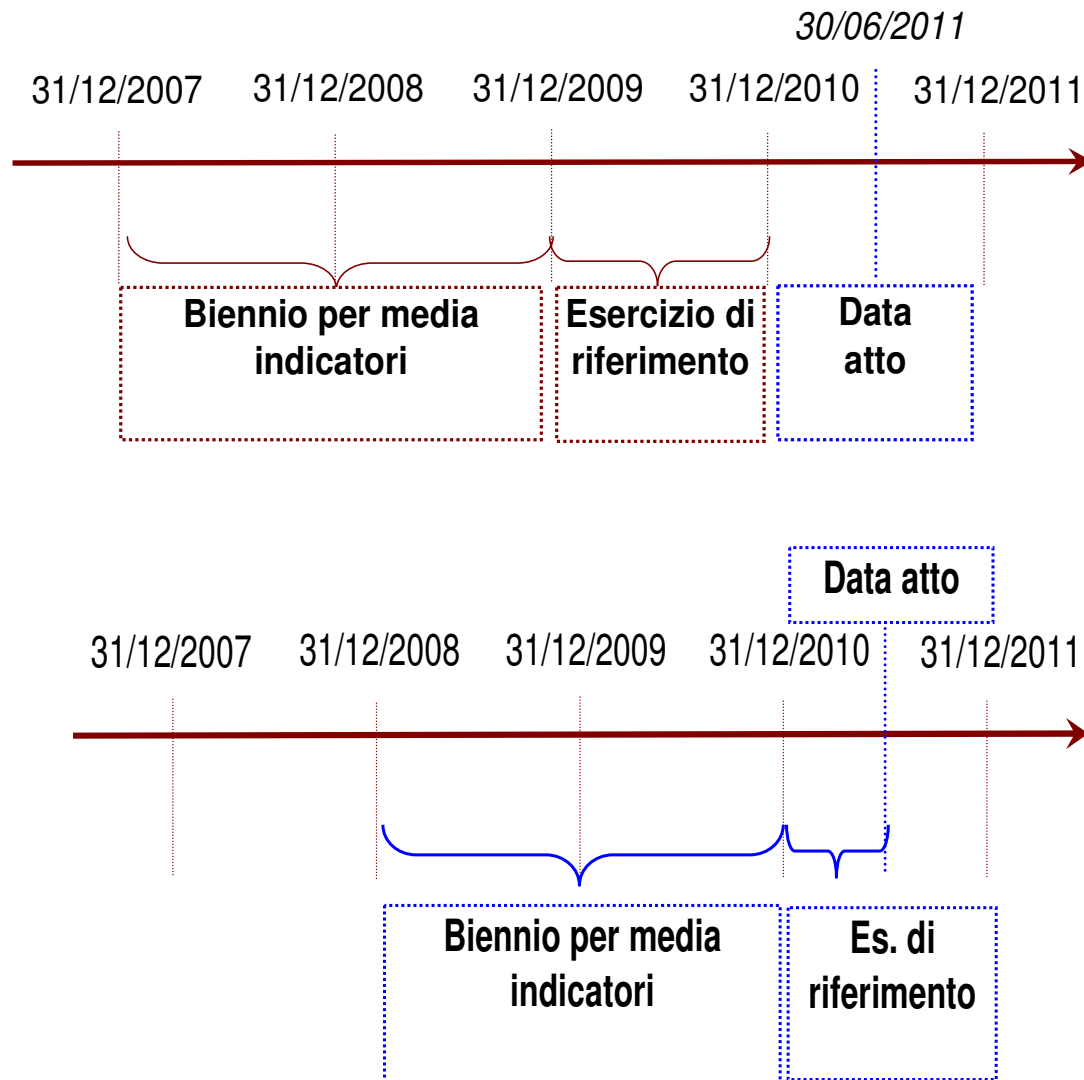 30/06/2011
31/12/2007 31/12/2008 31/12/2009 31/12/2010 31/12/2011
Biennio per media
indicatori
Esercizio di
riferimento
Data
atto
Data atto
31/12/2007 31/12/2008 31/12/2009 31/12/2010 31/12/2011
Biennio per media
indicatori
Es. di
riferimento